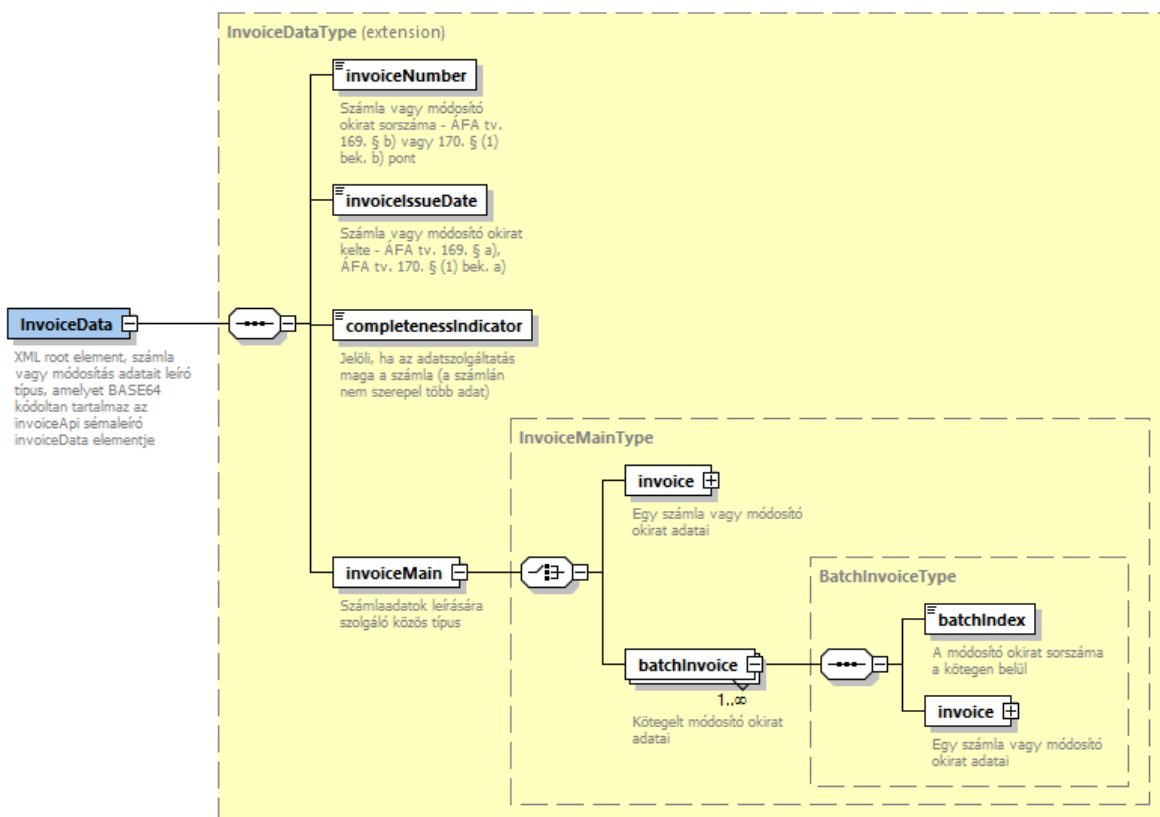 InvoiceDataType (extension)
invoiceNumber
Számla vagy módosító
okirat sorszáma - ÁFA tv.
169. § b) vagy 170. § (1)
bek. b) pont
invoiceIssueDate
Számla vagy módosító okirat
kelte - ÁFA tv. 169. § a),
ÁFA tv. 170. § (1) bek. a)
InvoiceData
XML root element, számla
vagy módosítás adatait leíró
típus, amelyet BASE64
kódoltan tartalmaz az
invoiceApi sémaleíró
invoiceData elementje
completenessIndicator
Jelöli, ha az adatszolgáltatás
maga a számla (a számlán
nem szerepel több adat)
InvoiceMainType
invoice
Egy számla vagy módosító
okirat adatai
invoiceMain
Számlaadatok leírására
szolgáló közös típus
BatchInvoiceType
batchIndex
A módosító okirat sorszáma
a kötegen belül
batchInvoice
1..∞
Kötegelt módosító okirat
adatai
invoice
Egy számla vagy módosító
okirat adatai